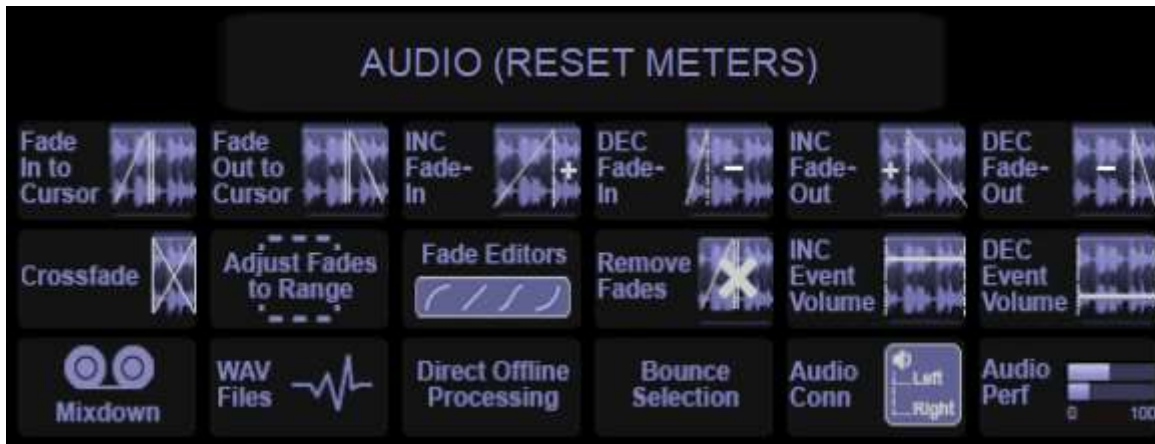 AUDIO (RESET METERS)
Fade
In to
Cursor
Fade
Out to
Cursor
INC
Fade-
In
+
DEC
Fade-
In
-
INC
Fade-
Out
+
DEC
Fade-
Out
-
Crossfade
Adjust Fades
to Range
Fade Editors
Remove
Fades
INC
Event
Volume
DEC
Event
Volume
Mixdown
WAV
Files
Direct Offline
Processing
Bounce
Selection
Audio
Conn
Left
Right
Audio
Perf
0 100